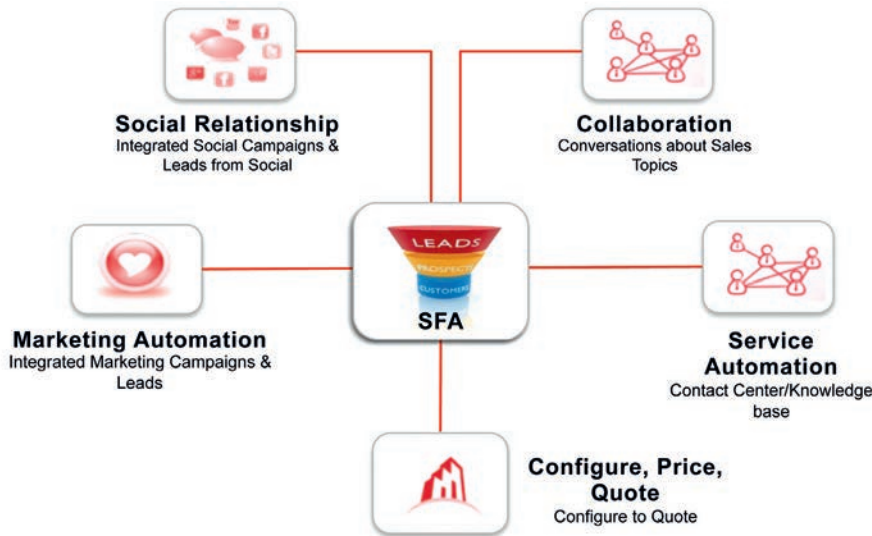 Social Relationship
Integrated Social Campaigns &
Leads from Social
Collaboration
Conversations about Sales
Topics
LEADS
PROSPECTS
CUSTOMERS
SFA
Marketing Automation
Integrated Marketing Campaigns &
Leads
Service
Automation
Contact Center/Knowledge
base
Configure, Price,
Quote
Configure to Quote